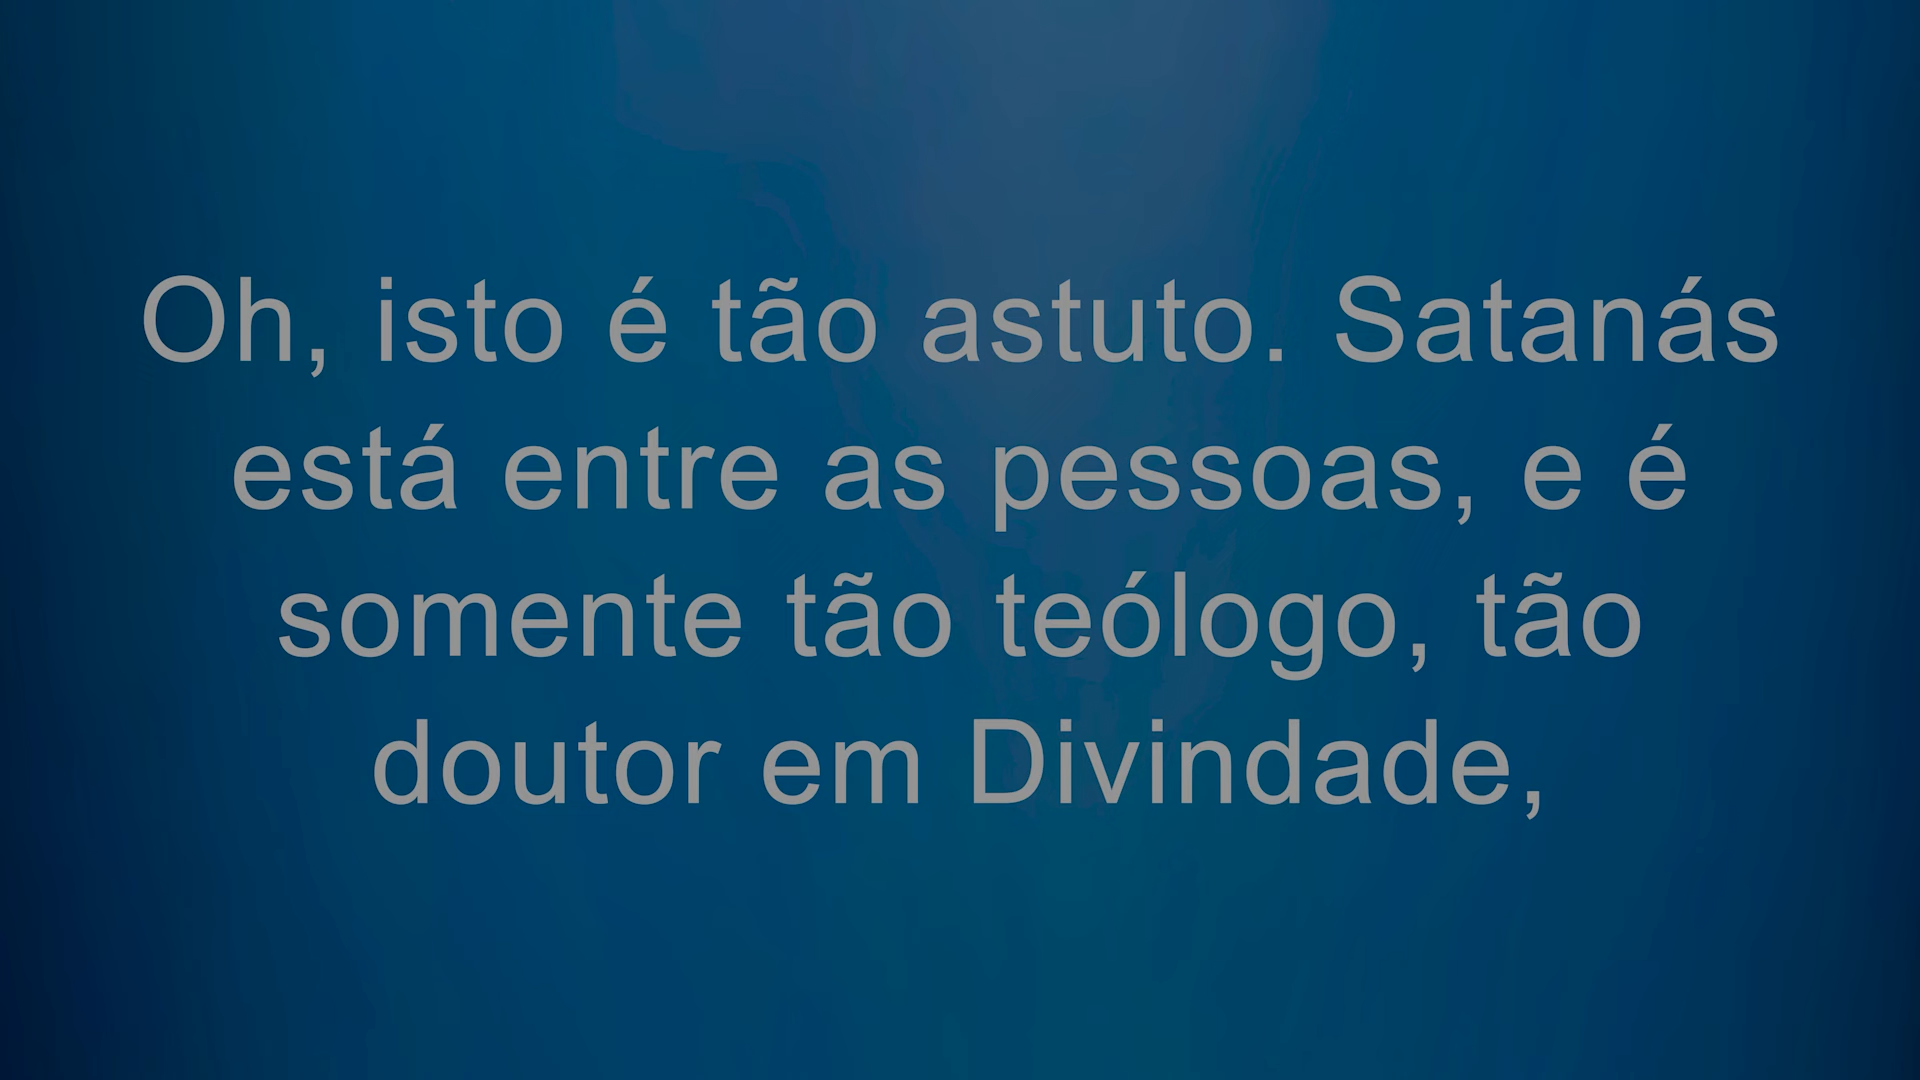 Oh, isto é tão astuto. Satanás
está entre as pessoas, e é
somente tão teólogo, tão
doutor em Divindade,